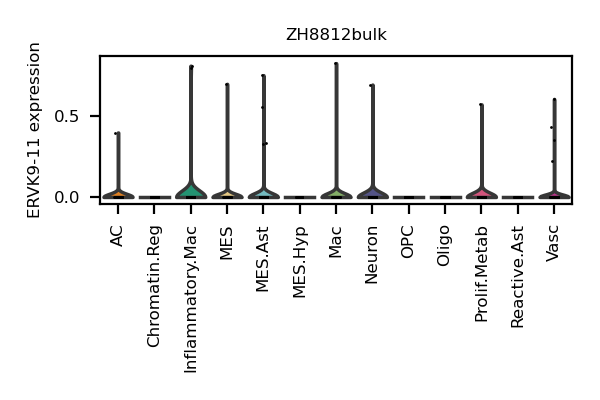 ZH8812bulk
ERVK9-11 expression
0.5
0.0
AC
Chromatin.Reg
Inflammatory.Mac
MES
MES.Ast
MES.Hyp
Mac
Neuron
OPC
Oligo
Prolif.Metab
Reactive.Ast
Vasc